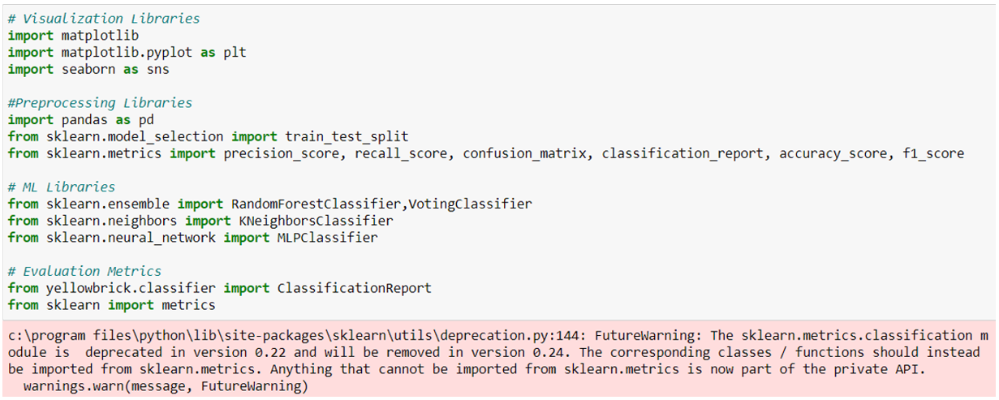 # Visualization Libraries
import matplotlib
import matplotlib.pyplot as plt
import seaborn as sns
#Preprocessing Libraries
import pandas as pd
from sklearn.model_selection import train_test_split
from sklearn.metrics import precision_score, recall_score, confusion_matrix, classification_report, accuracy_score, f1_score
# ML Libraries
from sklearn.ensemble import RandomForestClassifier,VotingClassifier
from sklearn.neighbors import KNeighborsClassifier
from sklearn.neural_network import MLPClassifier
# Evaluation Metrics
from yellowbrick.classifier import ClassificationReport
from sklearn import metrics
c:\program files\python\lib\site-packages\sklearn\utils\deprecation.py:144: FutureWarning: The sklearn.metrics.classification m
odule is  deprecated in version 0.22 and will be removed in version 0.24. The corresponding classes / functions should instead
be imported from sklearn.metrics. Anything that cannot be imported from sklearn.metrics is now part of the private API.
  warnings.warn(message, FutureWarning)